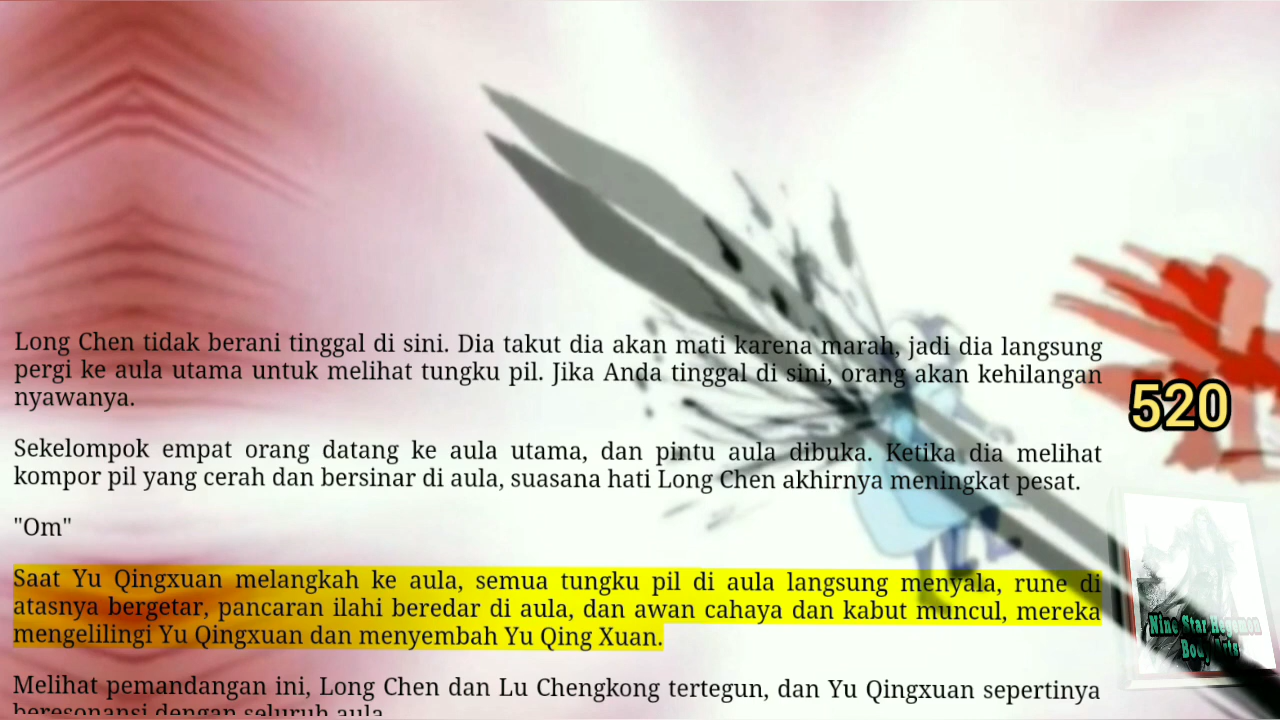 Long Chen tidak berani tinggal di sini. Dia takut dia akan mati karena marah, jadi dia langsung
pergi ke aula utama untuk melihat tungku pil. Jika Anda tinggal di sini, orang akan kehilangan
nyawanya.
Sekelompok empat orang datang ke aula utama, dan pintu aula dibuka. Ketika dia melihat
kompor pil yang cerah dan bersinar di aula, suasana hati Long Chen akhirnya meningkat pesat.
"Om"
Saat Yu Qingxuan melangkah ke aula, semua tungku pil di aula langsung menyala, rune di
atasnya bergetar, pancaran ilahi beredar di aula, dan awan cahaya dan kabut muncul, mereka
mengelilingi Yu Qingxuan dan menyembah Yu Qing Xuan.
Melihat pemandangan ini, Long Chen dan Lu Chengkong tertegun, dan Yu Qingxuan sepertinya
beresonansi dengan seluruh aula
520
Nine Star Hegemon
Body Arts